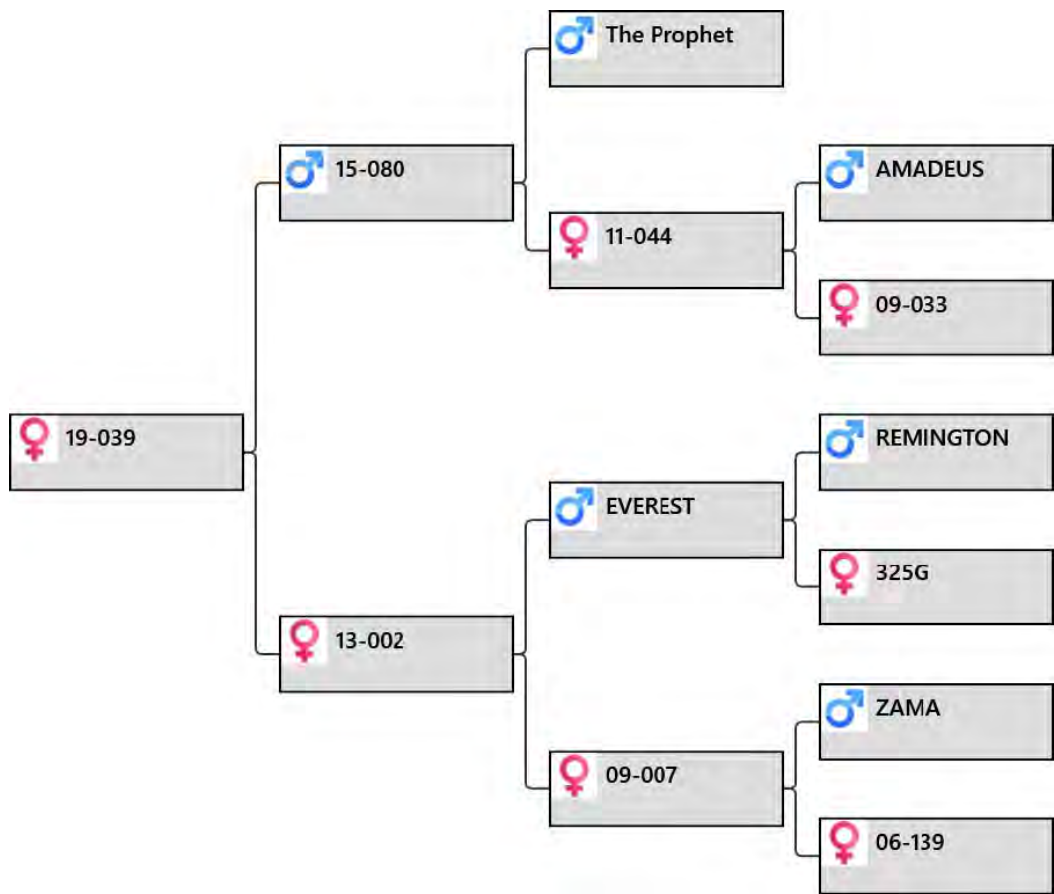 The Prophet
15-080
AMADEUS
11-044
09-033
19-039
REMINGTON
EVEREST
325G
13-002
ZAMA
09-007
06-139